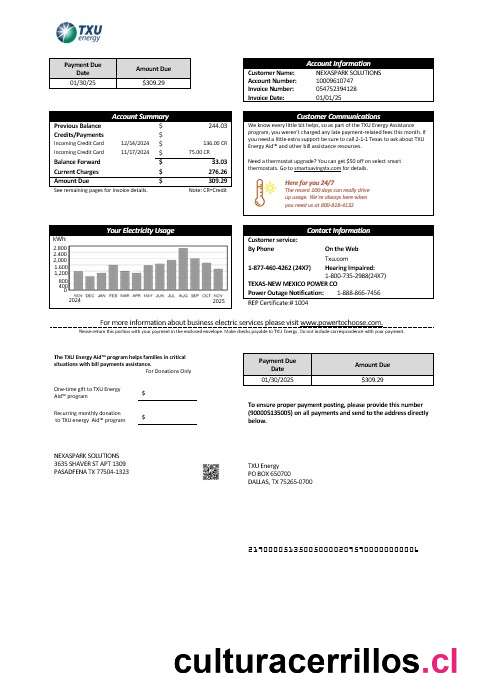 TXU
energy
Payment Due Date Amount Due
01/30/25 $309.29
Account Information
Customer Name: NEXASPARK SOLUTIONS
Account Number: 10009610747
Invoice Number: 054752394128
Invoice Date: 01/01/25
Account Summary
Previous Balance $ 244.03
Credits/Payments $
Incoming Credit Card 12/16/2024 $ 136.00 CR
Incoming Credit Card 11/17/2024 $ 75.00 CR
Balance Forward $ 33.03
Current Charges $ 276.26
Amount Due $ 309.29
See remaining pages for invoice details. Note: CR=Credit
Customer Communications
We know every little bit helps, so as part of the TXU Energy Assistance
program, you weren't charged any late payment-related fees this month. If
you need a little extra support be sure to call 2-1-1 Texas to ask about TXU
Energy Aid℠ and other bill assistance resources.
Need a thermostat upgrade? You can get $50 off on select smart
thermostats. Go to smartsavingstx.com for details.
Here for you 24/7
The record 100 days can really drive
up usage. We're always here when
you need us at 800-818-6132
Your Electricity Usage
kWh
2,800
2,400
2,000
1,600
1,200
800
400
0
NOV DEC JAN FEB MAR APR MAY JUN JUL AUG SEP OCT NOV
2024 2025
Contact Information
Customer service:
By Phone On the Web
Txu.com
1-877-460-4262 (24X7) Hearing Impaired:
1-800-735-2988(24X7)
TEXAS-NEW MEXICO POWER CO
Power Outage Notification: 1-888-866-7456
REP Certificate # 1004
For more information about business electric services please visit www.powertochoose.com.
Please return this portion with your payment in the enclosed envelope. Make checks payable to TXU Energy. Do not include correspondence with your payment.
The TXU Energy Aid℠ program helps families in critical
situations with bill payments assistance.
For Donations Only
One-time gift to TXU Energy
Aid℠ program $
Recurring monthly donation
to TXU energy Aid℠ program $
Payment Due Date Amount Due
01/30/2025 $309.29
To ensure proper payment posting, please provide this number
(900005135005) on all payments and send to the address directly
below.
NEXASPARK SOLUTIONS
3635 SHAVER ST APT 1309
PASADFENA TX 77504-1323
TXU Energy
PO BOX 650700
DALLAS, TX 75265-0700
culturacerrillos.cl